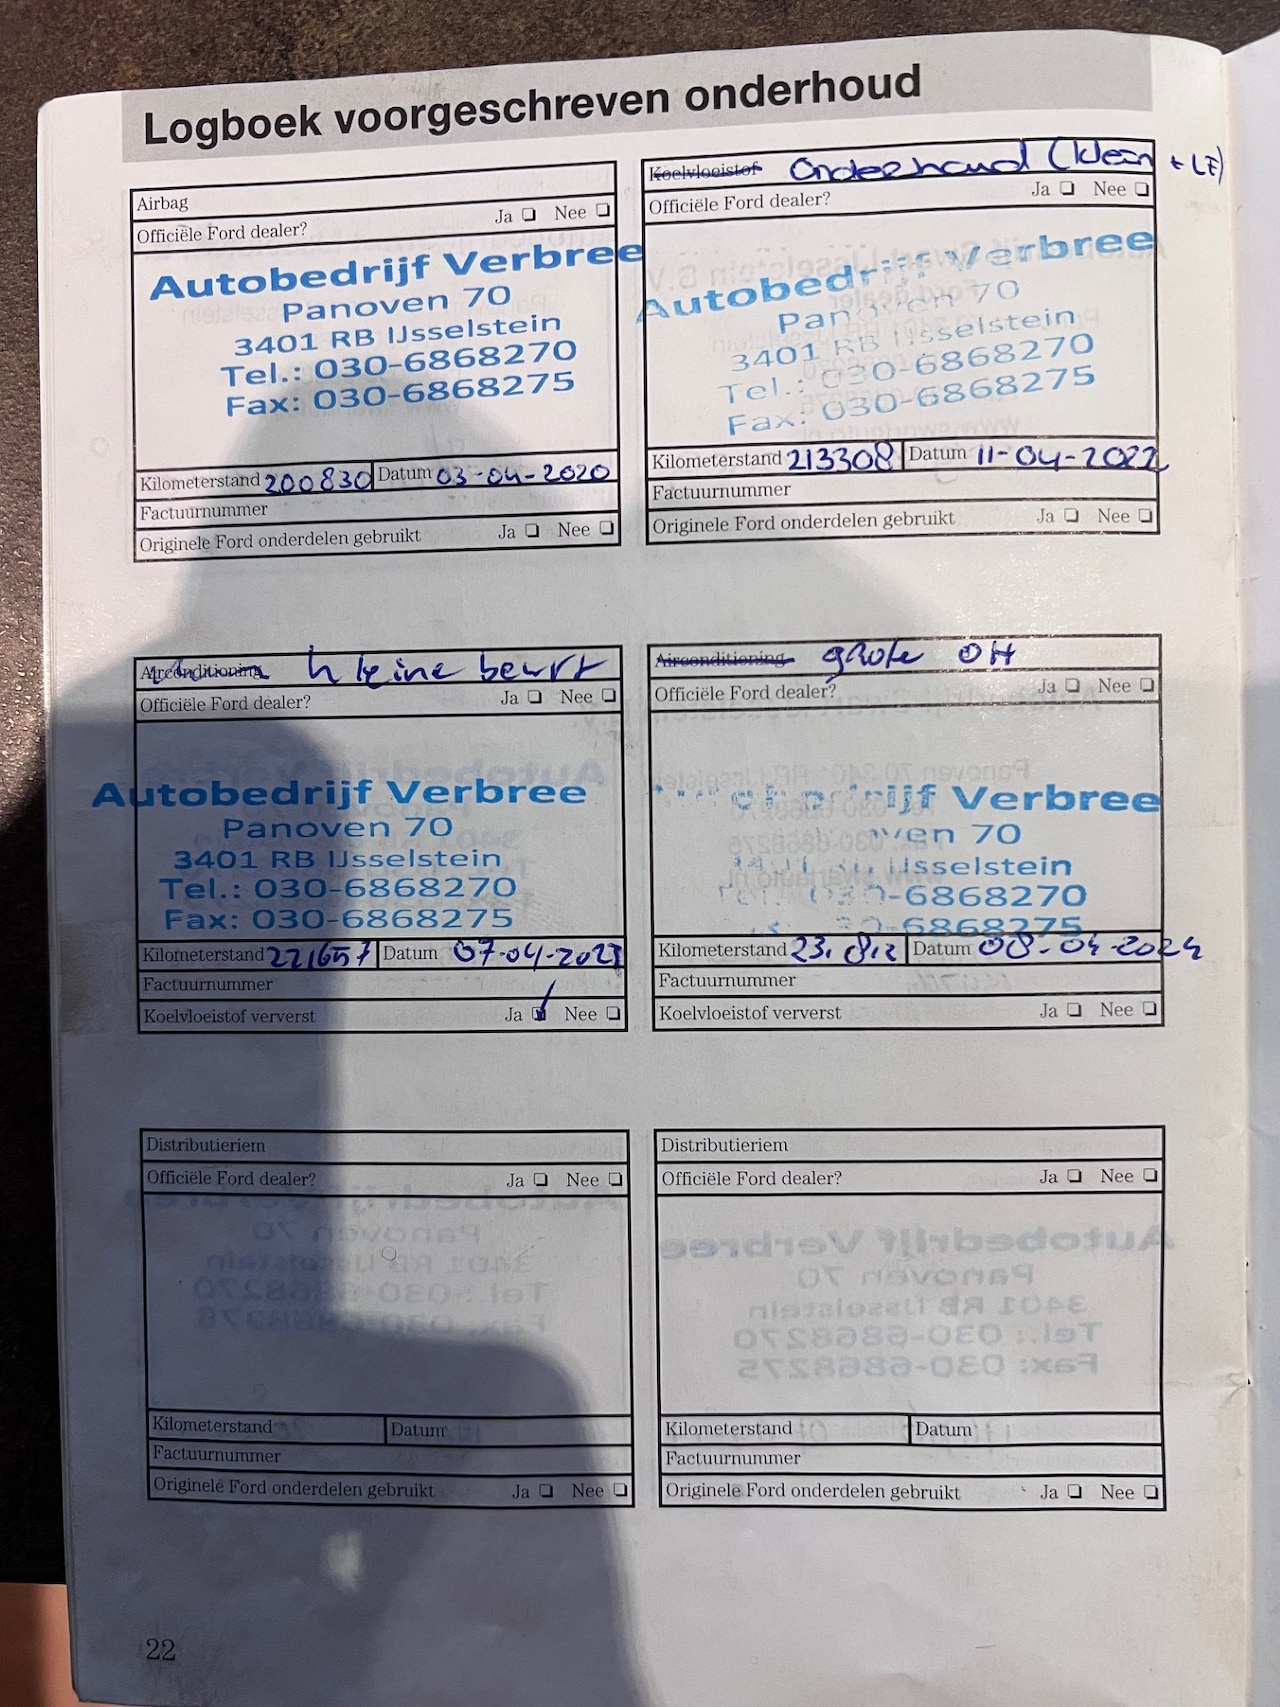 Logboek voorgeschreven onderhoud
Airbag
Officiële Ford dealer? Ja Nee
Autobedrijf Verbree
Panoven 70
3401 RB IJsselstein
Tel.: 030-6868270
Fax: 030-6868275
Kilometerstand 200830 Datum 03-04-2020
Factuurnummer
Originele Ford onderdelen gebruikt Ja Nee
Koelvloeistof Onderhoud (klein + LF)
Officiële Ford dealer? Ja Nee
Autobedrijf Verbree
Panoven 70
3401 RB IJsselstein
Tel.: 030-6868270
Fax: 030-6868275
Kilometerstand 213308 Datum 11-04-2022
Factuurnummer
Originele Ford onderdelen gebruikt Ja Nee
Airconditioning kleine beurt
Officiële Ford dealer? Ja Nee
Autobedrijf Verbree
Panoven 70
3401 RB IJsselstein
Tel.: 030-6868270
Fax: 030-6868275
Kilometerstand 221657 Datum 07-04-2023
Factuurnummer
Koelvloeistof ververst Ja Nee
Airconditioning grote OH
Officiële Ford dealer? Ja Nee
Verbree
70
IJsselstein
030-6868270
6868275
Kilometerstand Datum 08-04-2024
Factuurnummer
Koelvloeistof ververst Ja Nee
Distributieriem
Officiële Ford dealer? Ja Nee
Kilometerstand Datum
Factuurnummer
Originele Ford onderdelen gebruikt Ja Nee
Distributieriem
Officiële Ford dealer? Ja Nee
Kilometerstand Datum
Factuurnummer
Originele Ford onderdelen gebruikt Ja Nee
22